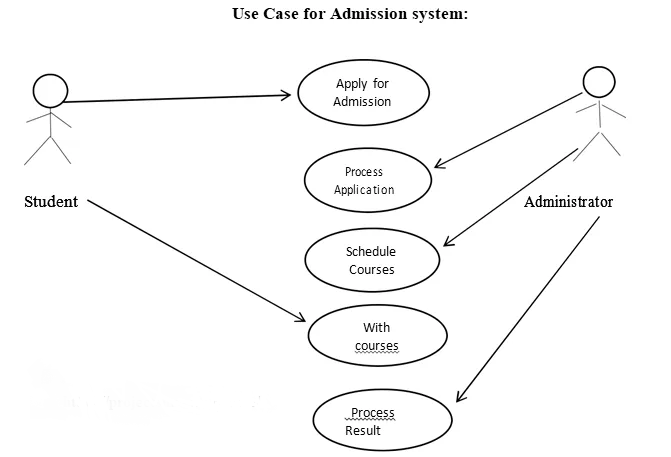 Use Case for Admission system:
Apply for
Admission
Process
Application
Student
Administrator
Schedule
Courses
With
courses
Process
Result